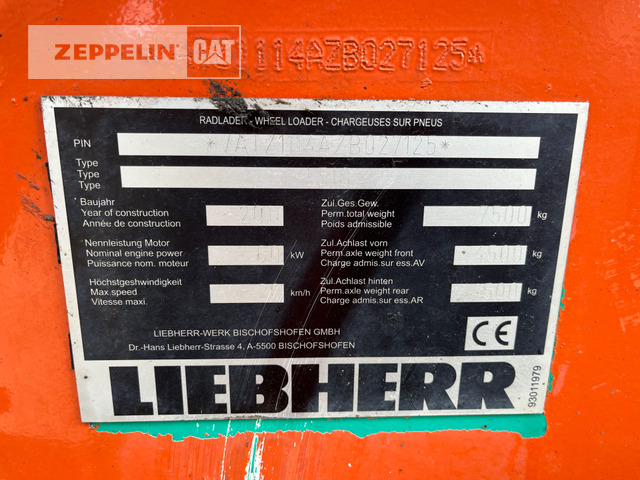 ZEPPELIN CAT
114AZB027125*
RADLADER - WHEEL LOADER - CHARGEUSES SUR PNEUS
PIN
Type
Type
Type
Baujahr
Year of construction
Année de construction
Zul.Ges.Gew.
Perm.total weight 7500 kg
Poids admissible
Nennleistung Motor
Nominal engine power kW
Puissance nom. moteur
Zul.Achlast vorn
Perm.axle weight front kg
Charge admis.sur ess.AV
Höchstgeschwindigkeit
Max.speed km/h
Vitesse maxi.
Zul.Achlast hinten
Perm.axle weight rear kg
Charge admis.sur ess.AR
LIEBHERR-WERK BISCHOFSHOFEN GMBH
Dr.-Hans Liebherr-Strasse 4, A-5500 BISCHOFSHOFEN
CE
LIEBHERR
93011979